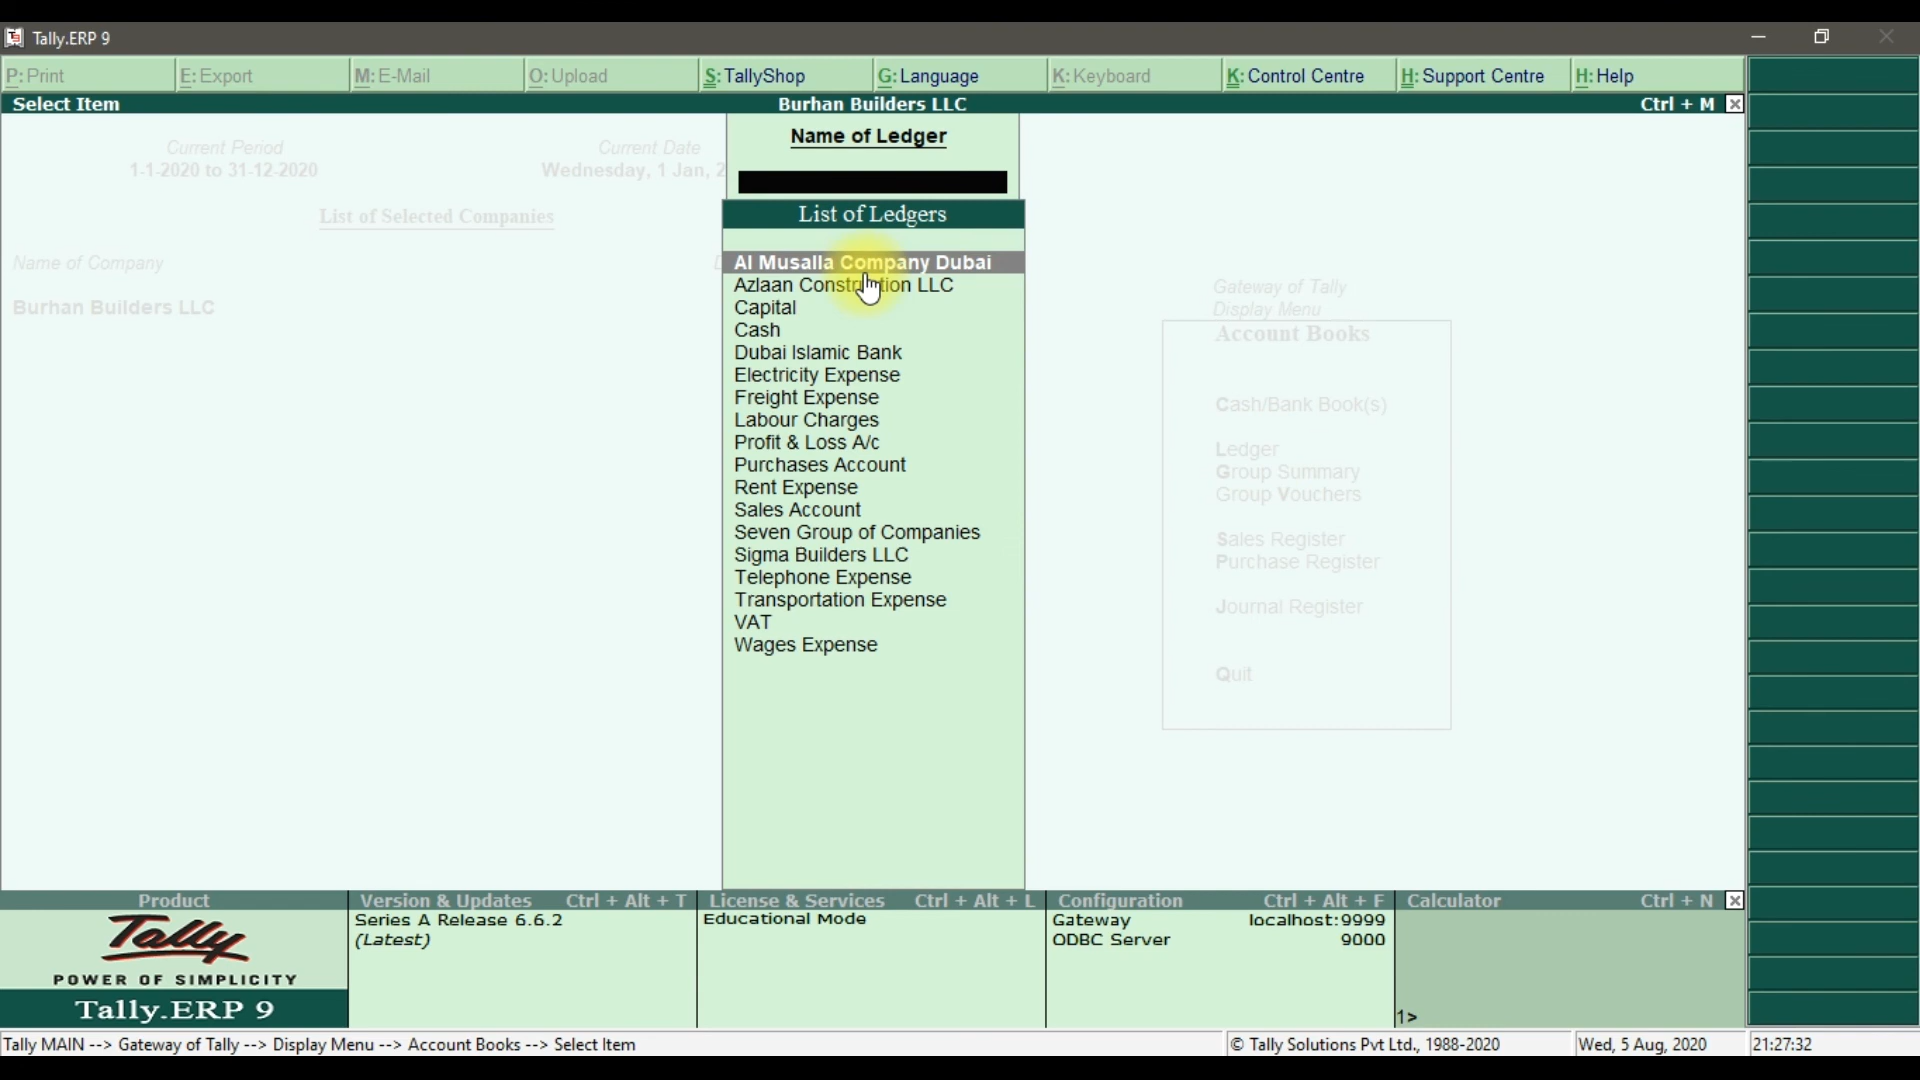 Tally.ERP 9
P: Print E: Export M: E-Mail O: Upload S: TallyShop G: Language K: Keyboard K: Control Centre H: Support Centre H: Help
Select Item Burhan Builders LLC Ctrl + M
Current Period Current Date
1-1-2020 to 31-12-2020 Wednesday, 1 Jan, 2
List of Selected Companies
Name of Company
Burhan Builders LLC
Name of Ledger
List of Ledgers
Al Musalla Company Dubai
Azlaan Construction LLC
Capital
Cash
Dubai Islamic Bank
Electricity Expense
Freight Expense
Labour Charges
Profit & Loss A/c
Purchases Account
Rent Expense
Sales Account
Seven Group of Companies
Sigma Builders LLC
Telephone Expense
Transportation Expense
VAT
Wages Expense
Gateway of Tally
Display Menu
Account Books
Cash/Bank Book(s)
Ledger
Group Summary
Group Vouchers
Sales Register
Purchase Register
Journal Register
Quit
Product
Tally
POWER OF SIMPLICITY
Tally.ERP 9
Version & Updates Ctrl + Alt + T
Series A Release 6.6.2
(Latest)
License & Services Ctrl + Alt + L
Educational Mode
Configuration Ctrl + Alt + F
Gateway localhost:9999
ODBC Server 9000
Calculator Ctrl + N
1>
Tally MAIN --> Gateway of Tally --> Display Menu --> Account Books --> Select Item © Tally Solutions Pvt Ltd., 1988-2020 Wed, 5 Aug, 2020 21:27:32